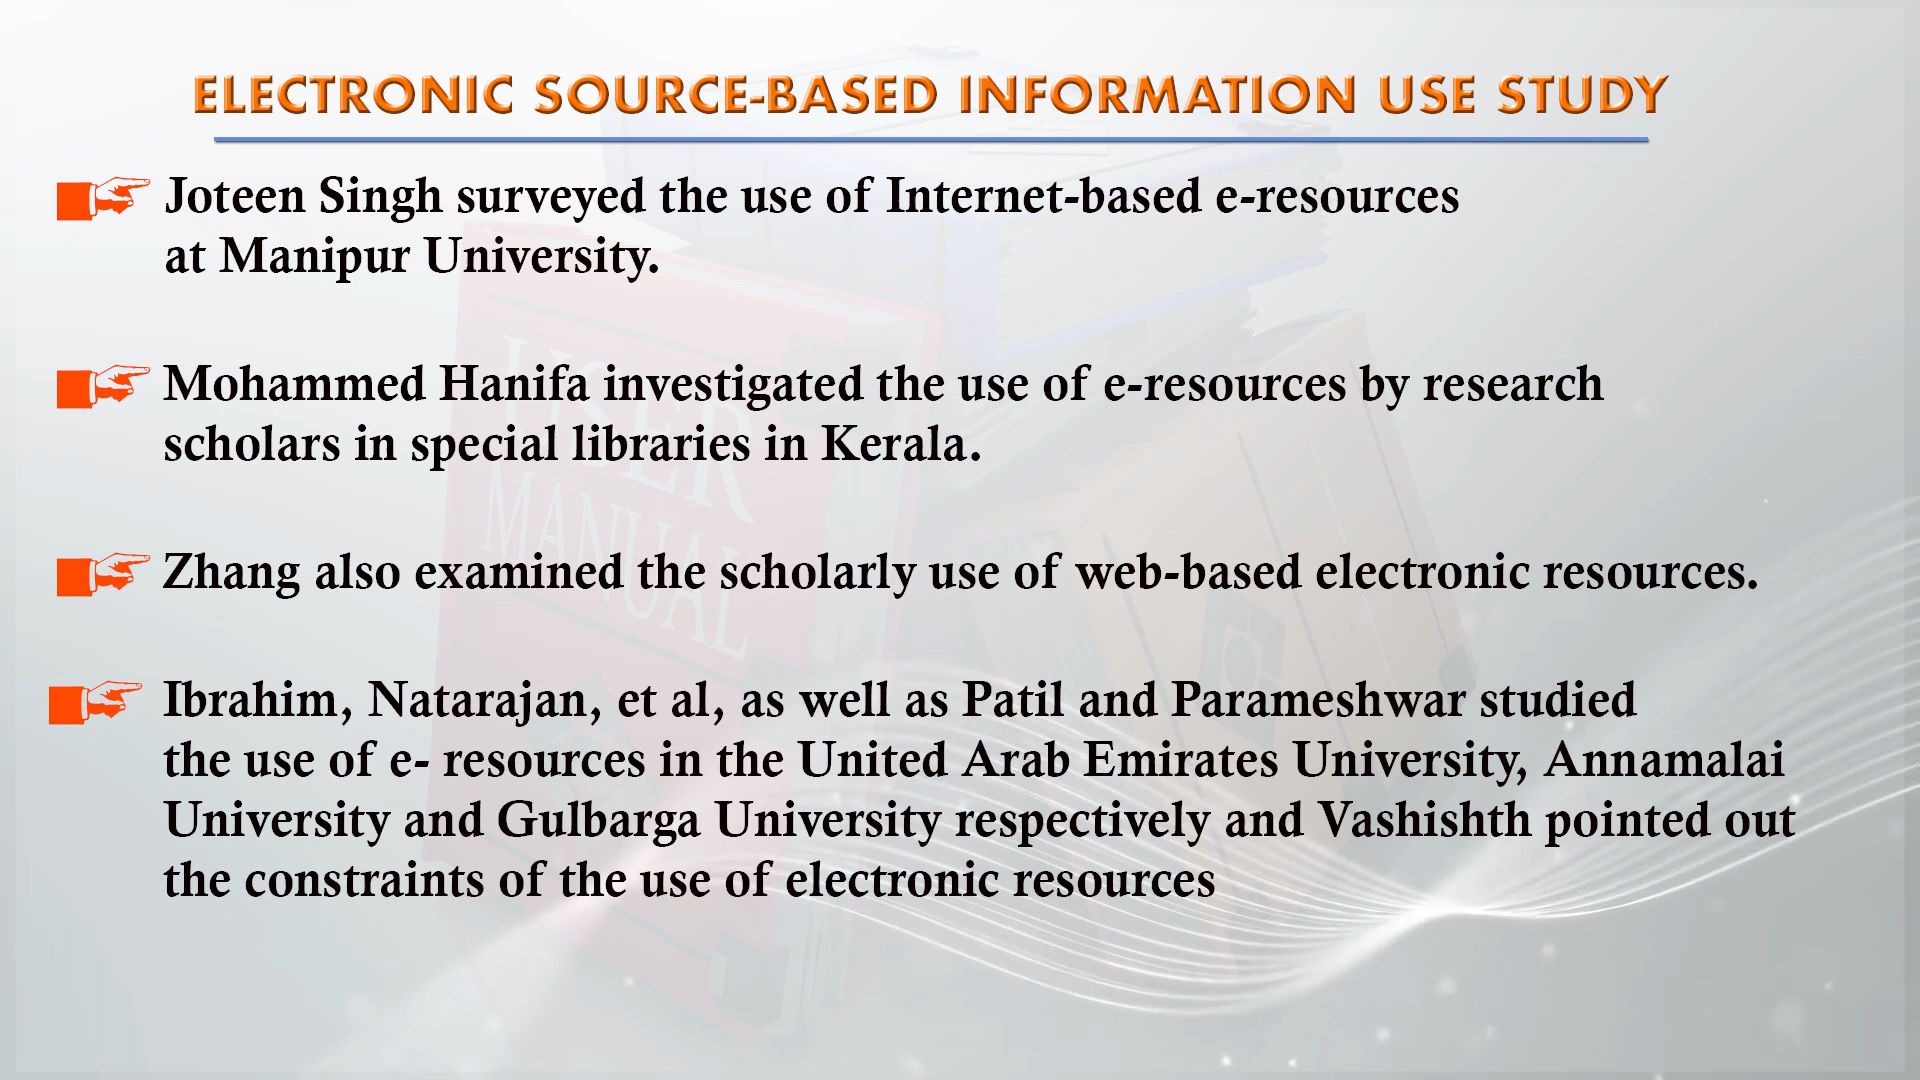 ELECTRONIC SOURCE-BASED INFORMATION USE STUDY
Joteen Singh surveyed the use of Internet-based e-resources
at Manipur University.
Mohammed Hanifa investigated the use of e-resources by research
scholars in special libraries in Kerala.
Zhang also examined the scholarly use of web-based electronic resources.
Ibrahim, Natarajan, et al, as well as Patil and Parameshwar studied
the use of e- resources in the United Arab Emirates University, Annamalai
University and Gulbarga University respectively and Vashishth pointed out
the constraints of the use of electronic resources
USER
MANUAL